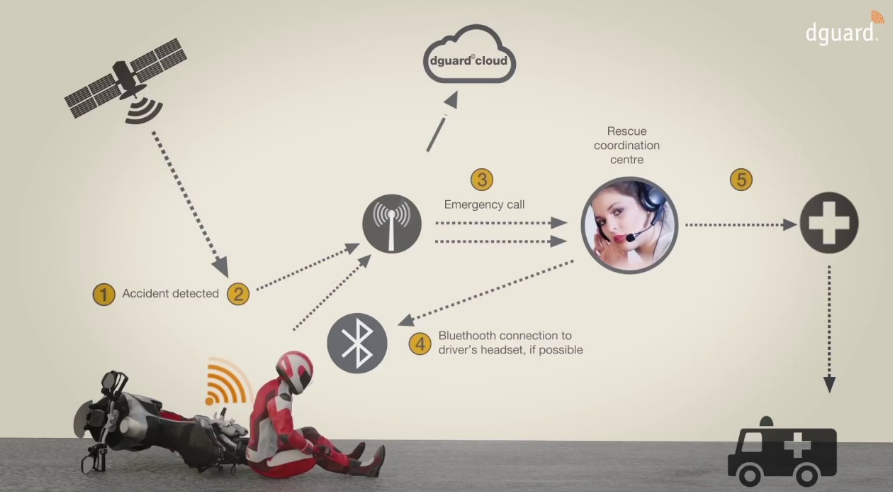 dguard.
dguard®cloud
Rescue
coordination
centre
3
5
Emergency call
1 Accident detected 2
4 Bluethooth connection to
driver's headset, if possible